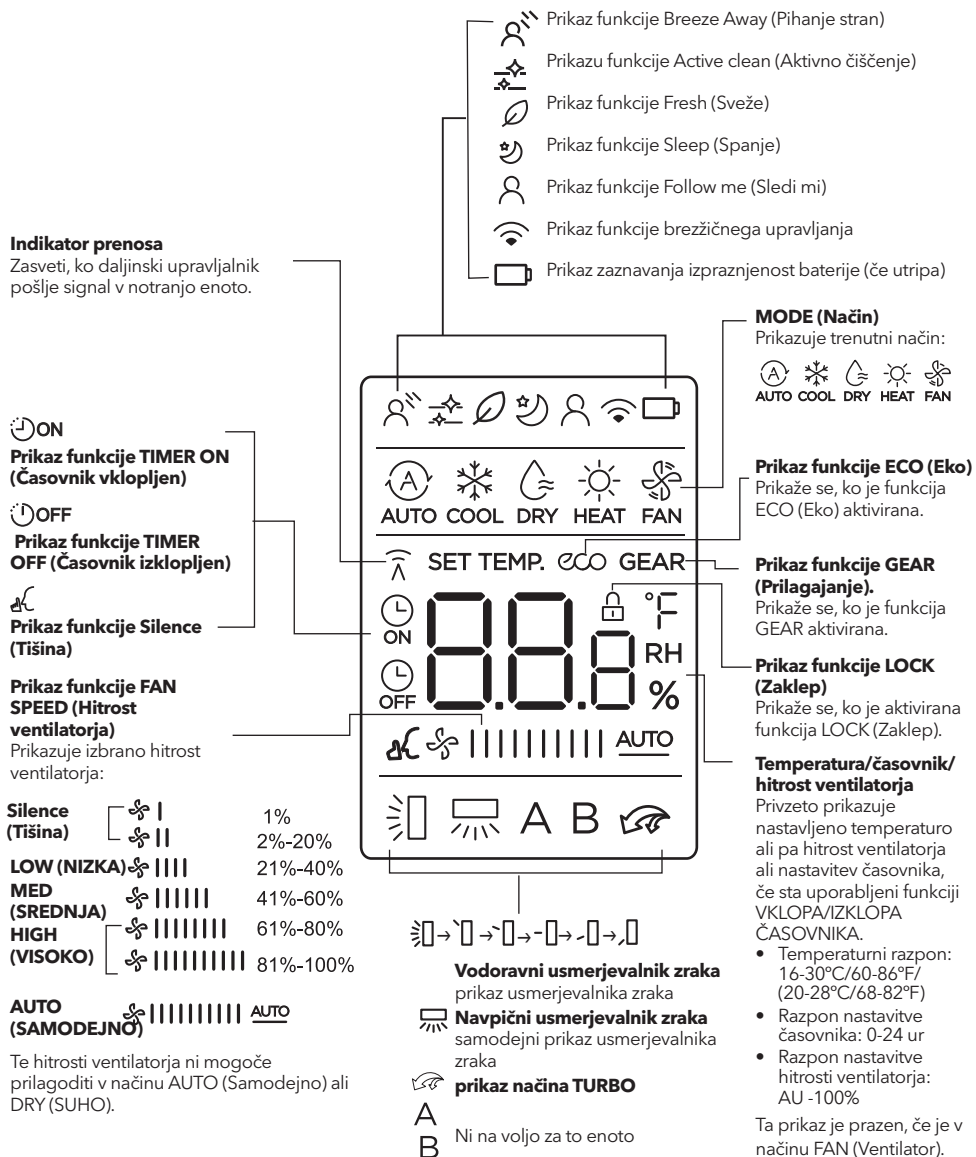 Prikaz funkcije Breeze Away (Pihanje stran)
Prikazu funkcije Active clean (Aktivno čiščenje)
Prikaz funkcije Fresh (Sveže)
Prikaz funkcije Sleep (Spanje)
Prikaz funkcije Follow me (Sledi mi)
Prikaz funkcije brezžičnega upravljanja
Prikaz zaznavanja izpraznjenost baterije (če utripa)
Indikator prenosa
Zasveti, ko daljinski upravljalnik
pošlje signal v notranjo enoto.
ON
Prikaz funkcije TIMER ON
(Časovnik vklopljen)
OFF
Prikaz funkcije TIMER
OFF (Časovnik izklopljen)
Prikaz funkcije Silence
(Tišina)
Prikaz funkcije FAN
SPEED (Hitrost
ventilatorja)
Prikazuje izbrano hitrost
ventilatorja:
Silence
(Tišina)
1%
2%-20%
LOW (NIZKA)
21%-40%
MED
(SREDNJA)
41%-60%
HIGH
(VISOKO)
61%-80%
81%-100%
AUTO
(SAMODEJNO)
AUTO
Te hitrosti ventilatorja ni mogoče
prilagoditi v načinu AUTO (Samodejno) ali
DRY (SUHO).
AUTO COOL DRY HEAT FAN
SET TEMP. eco GEAR
ON
OFF
88.8
°F
RH
%
AUTO
A B
Vodoravni usmerjevalnik zraka
prikaz usmerjevalnika zraka
Navpični usmerjevalnik zraka
samodejni prikaz usmerjevalnika
zraka
prikaz načina TURBO
A
B
Ni na voljo za to enoto
MODE (Način)
Prikazuje trenutni način:
A
AUTO COOL DRY HEAT FAN
Prikaz funkcije ECO (Eko)
Prikaže se, ko je funkcija
ECO (Eko) aktivirana.
Prikaz funkcije GEAR
(Prilagajanje).
Prikaže se, ko je funkcija
GEAR aktivirana.
Prikaz funkcije LOCK
(Zaklep)
Prikaže se, ko je aktivirana
funkcija LOCK (Zaklep).
Temperatura/časovnik/
hitrost ventilatorja
Privzeto prikazuje
nastavljeno temperaturo
ali pa hitrost ventilatorja
ali nastavitev časovnika,
če sta uporabljeni funkciji
VKLOPA/IZKLOPA
ČASOVNIKA.
• Temperaturni razpon:
16-30ºC/60-86ºF/
(20-28ºC/68-82ºF)
• Razpon nastavitve
časovnika: 0-24 ur
• Razpon nastavitve
hitrosti ventilatorja:
AU -100%
Ta prikaz je prazen, če je v
načinu FAN (Ventilator).